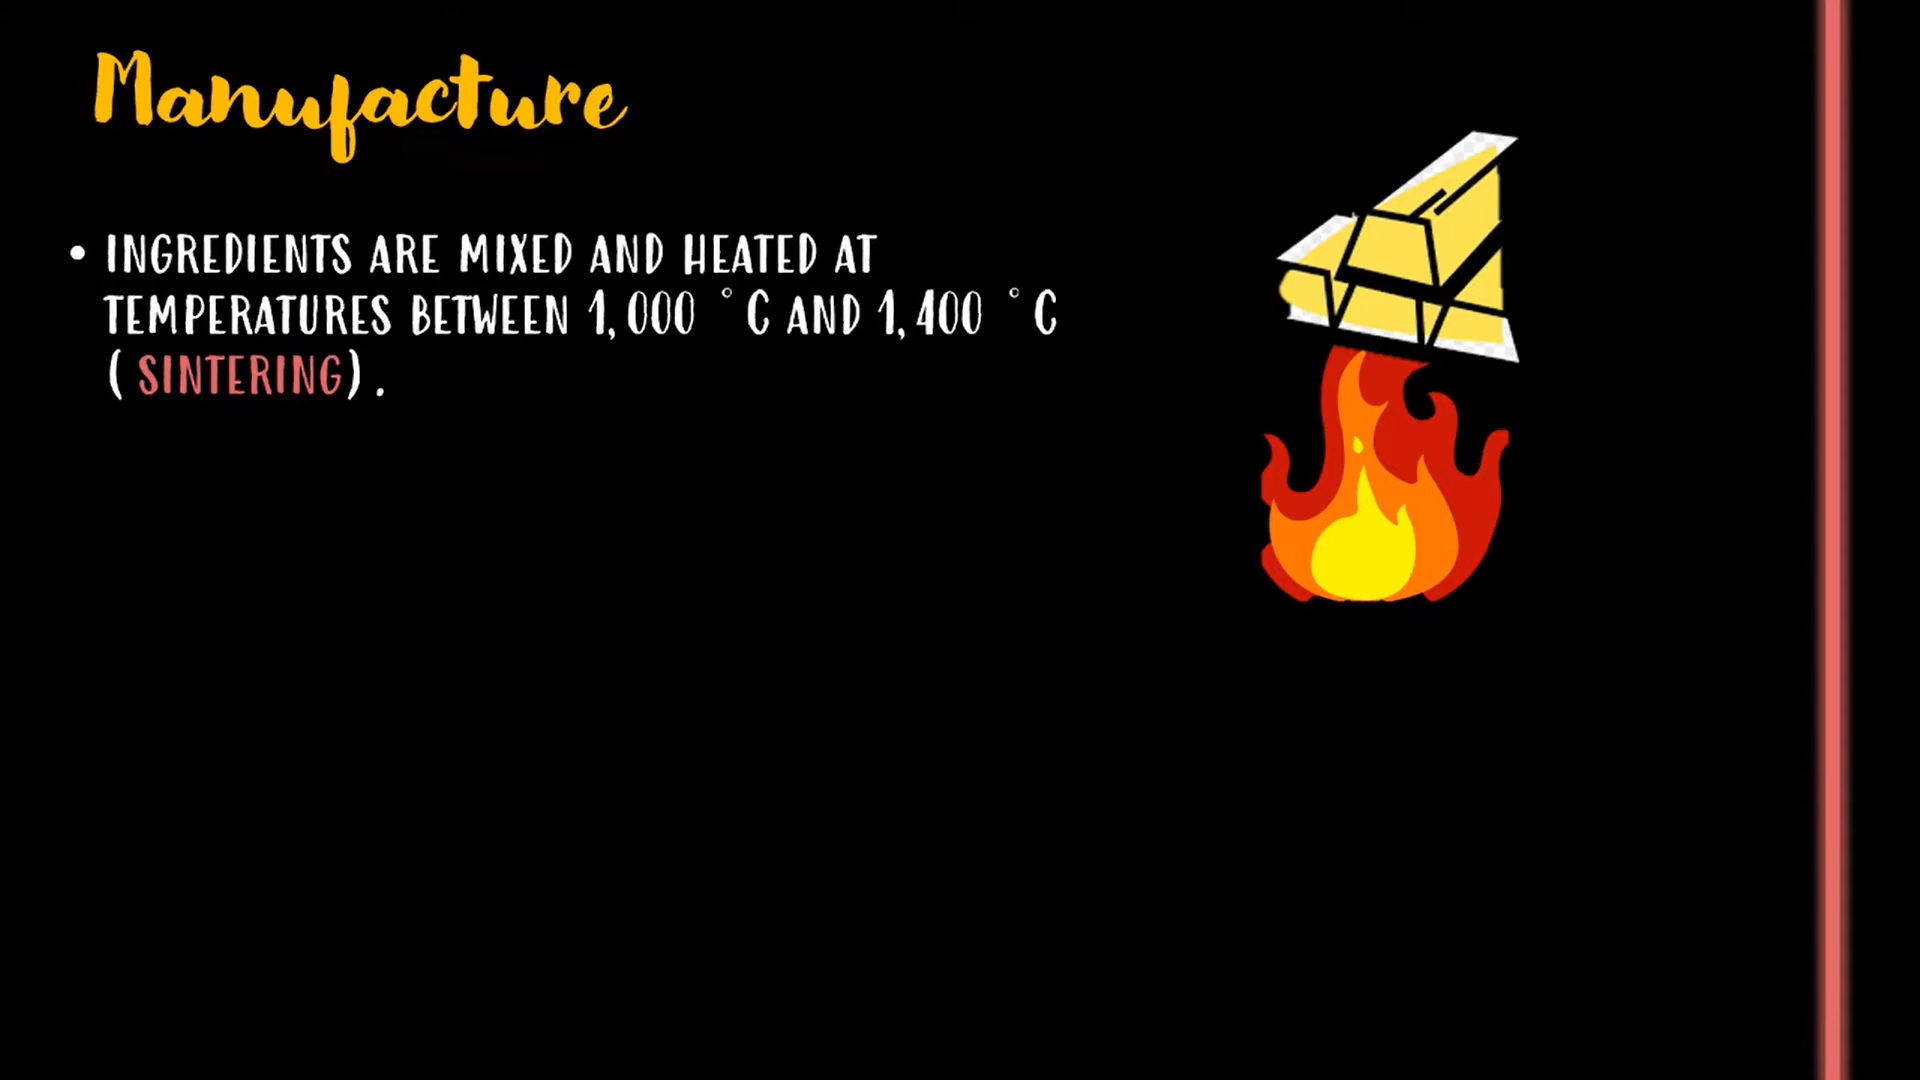 Manufacture
• INGREDIENTS ARE MIXED AND HEATED AT
TEMPERATURES BETWEEN 1,000 °C AND 1,400 °C
(SINTERING).